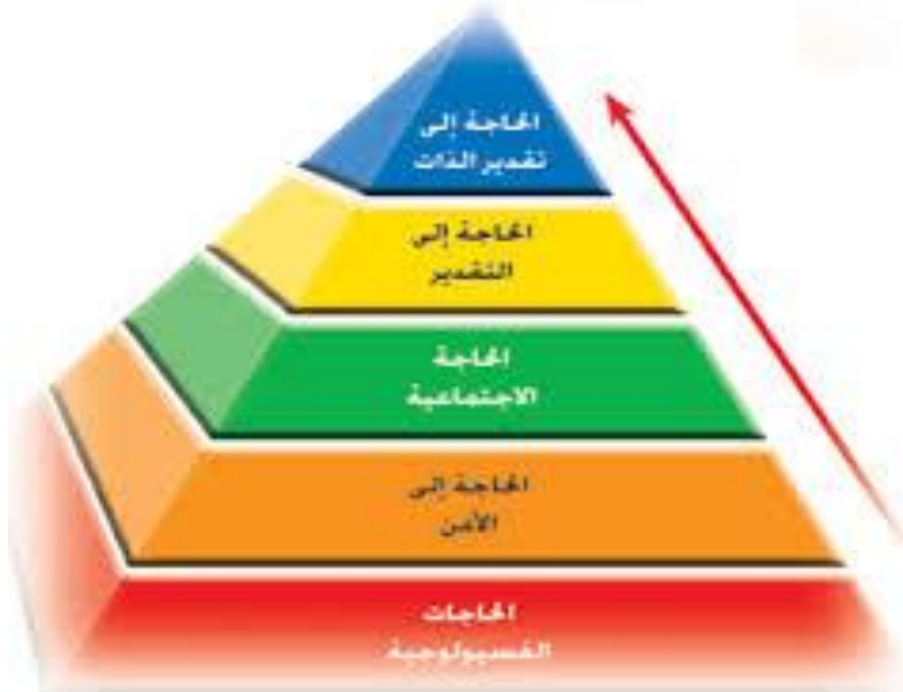 الحاجة إلى
تقدير الذات
الحاجة إلى
التقدير
الحاجة
الاجتماعية
الحاجة إلى
الأمن
الحاجات
الفسيولوجية